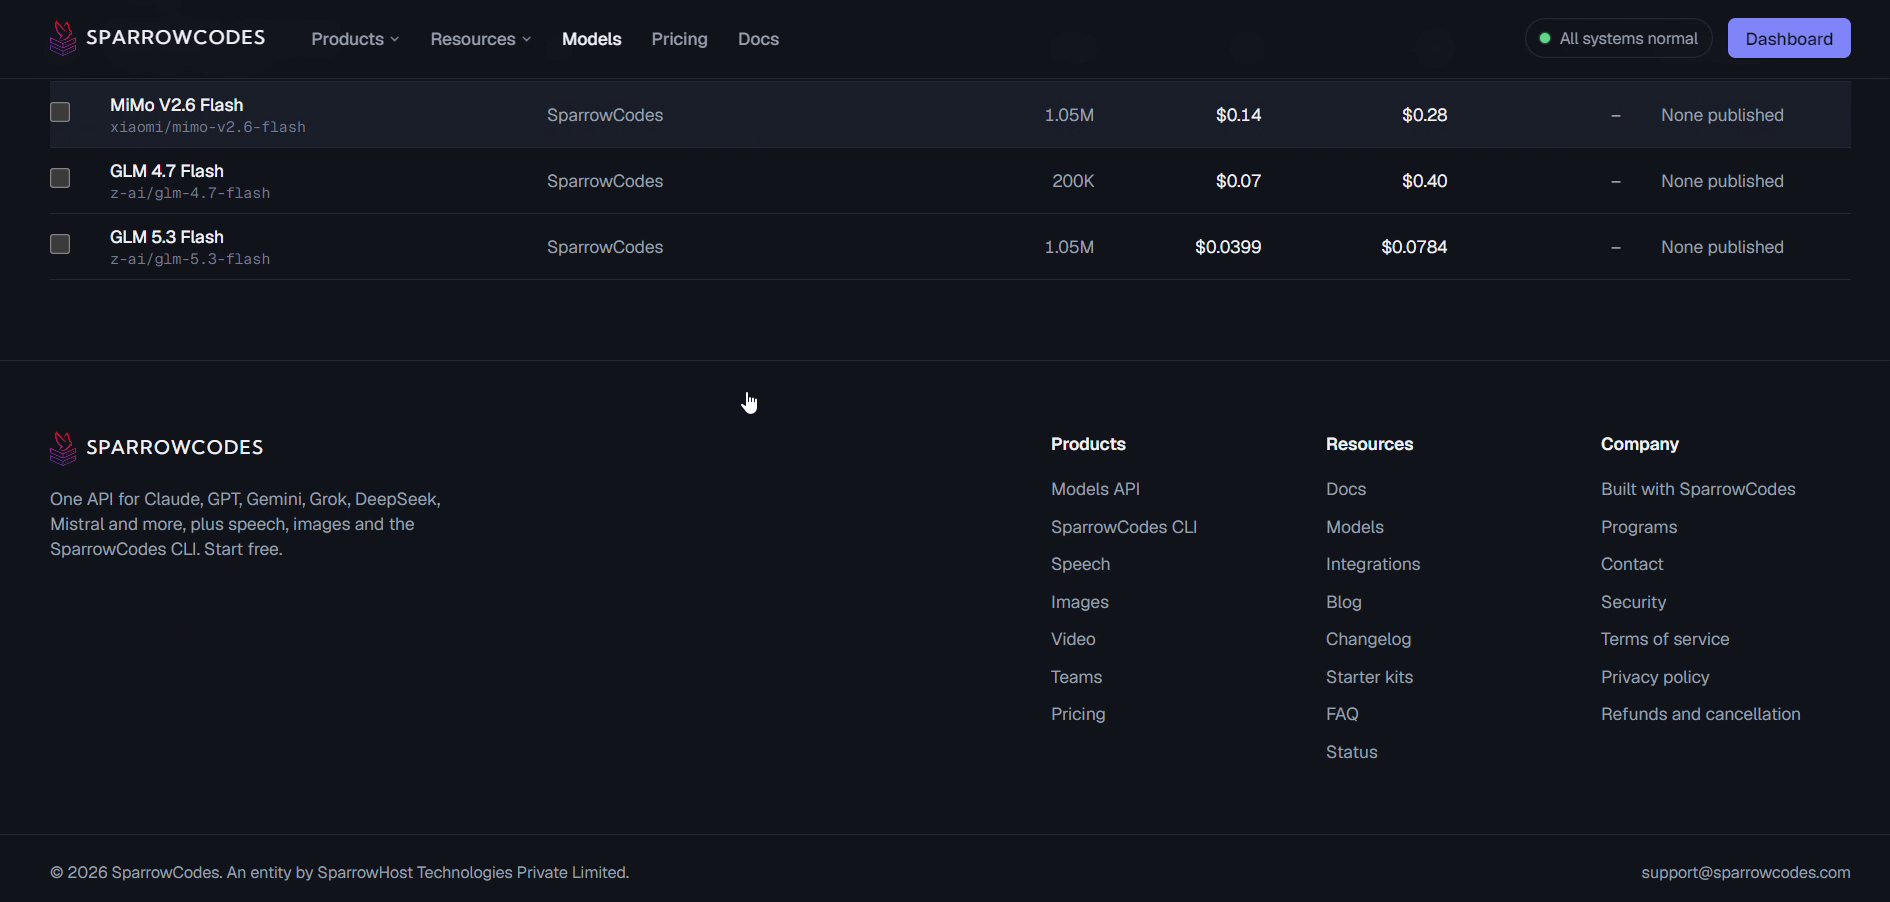 SPARROWCODES Products Resources Models Pricing Docs All systems normal Dashboard
MiMo V2.6 Flash
xiaomi/mimo-v2.6-flash
SparrowCodes 1.05M $0.14 $0.28 – None published
GLM 4.7 Flash
z-ai/glm-4.7-flash
SparrowCodes 200K $0.07 $0.40 – None published
GLM 5.3 Flash
z-ai/glm-5.3-flash
SparrowCodes 1.05M $0.0399 $0.0784 – None published
SPARROWCODES
One API for Claude, GPT, Gemini, Grok, DeepSeek,
Mistral and more, plus speech, images and the
SparrowCodes CLI. Start free.
Products
Models API
SparrowCodes CLI
Speech
Images
Video
Teams
Pricing
Resources
Docs
Models
Integrations
Blog
Changelog
Starter kits
FAQ
Status
Company
Built with SparrowCodes
Programs
Contact
Security
Terms of service
Privacy policy
Refunds and cancellation
© 2026 SparrowCodes. An entity by SparrowHost Technologies Private Limited.
support@sparrowcodes.com